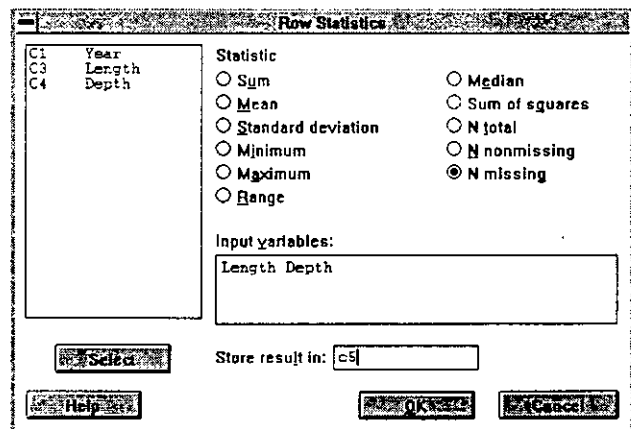 Row Statistics
C1 Year
C3 Length
C4 Depth
Statistic
Sum
Mean
Standard deviation
Minimum
Maximum
Range
Median
Sum of squares
N total
N nonmissing
N missing
Input variables:
Length Depth
Select
Store result in: c5
Help
OK
Cancel